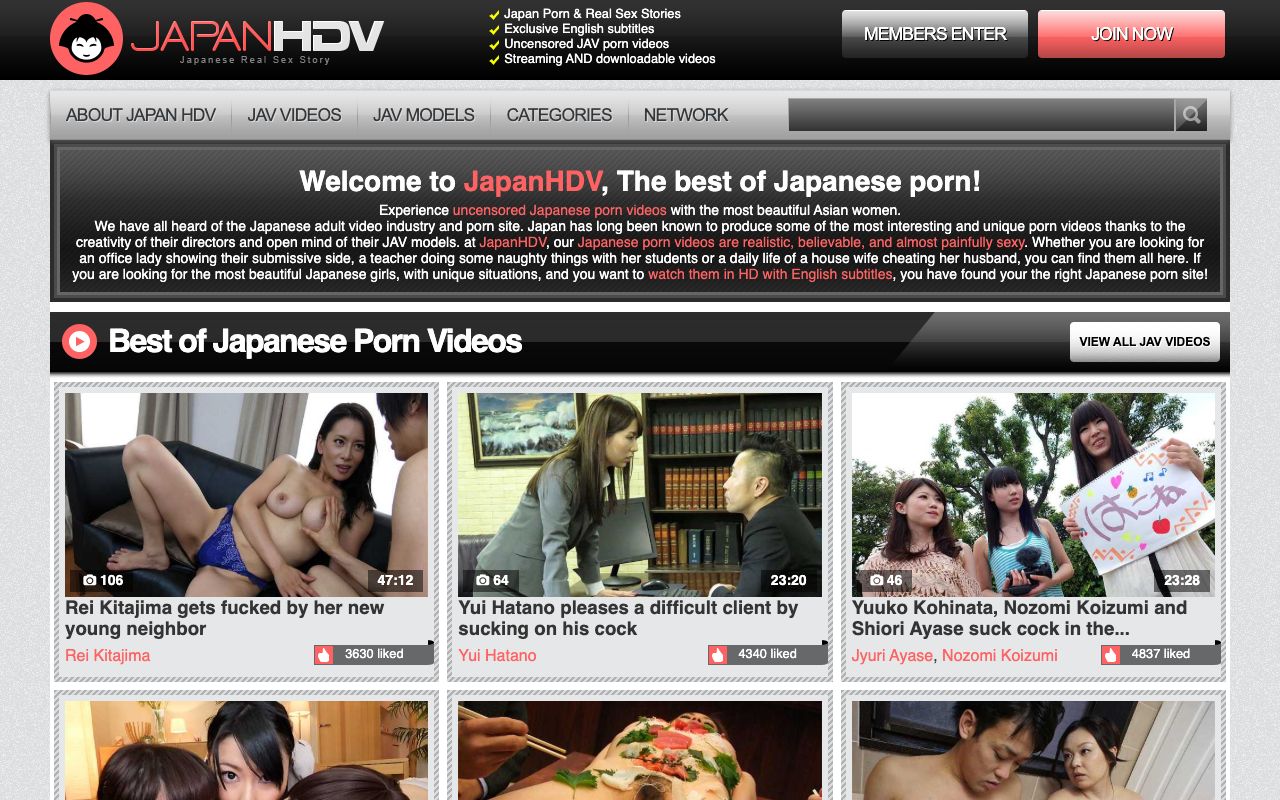 JAPANHDV
Japanese Real Sex Story
Japan Porn & Real Sex Stories
Exclusive English subtitles
Uncensored JAV porn videos
Streaming AND downloadable videos
MEMBERS ENTER
JOIN NOW
ABOUT JAPAN HDV
JAV VIDEOS
JAV MODELS
CATEGORIES
NETWORK
Welcome to JapanHDV, The best of Japanese porn!
Experience uncensored Japanese porn videos with the most beautiful Asian women.
We have all heard of the Japanese adult video industry and porn site. Japan has long been known to produce some of the most interesting and unique porn videos thanks to the
creativity of their directors and open mind of their JAV models. at JapanHDV, our Japanese porn videos are realistic, believable, and almost painfully sexy. Whether you are looking for
an office lady showing their submissive side, a teacher doing some naughty things with her students or a daily life of a house wife cheating her husband, you can find them all here. If
you are looking for the most beautiful Japanese girls, with unique situations, and you want to watch them in HD with English subtitles, you have found your the right Japanese porn site!
Best of Japanese Porn Videos
VIEW ALL JAV VIDEOS
106
47:12
Rei Kitajima gets fucked by her new
young neighbor
Rei Kitajima
3630 liked
64
23:20
Yui Hatano pleases a difficult client by
sucking on his cock
Yui Hatano
4340 liked
はこね
46
23:28
Yuuko Kohinata, Nozomi Koizumi and
Shiori Ayase suck cock in the...
Jyuri Ayase, Nozomi Koizumi
4837 liked